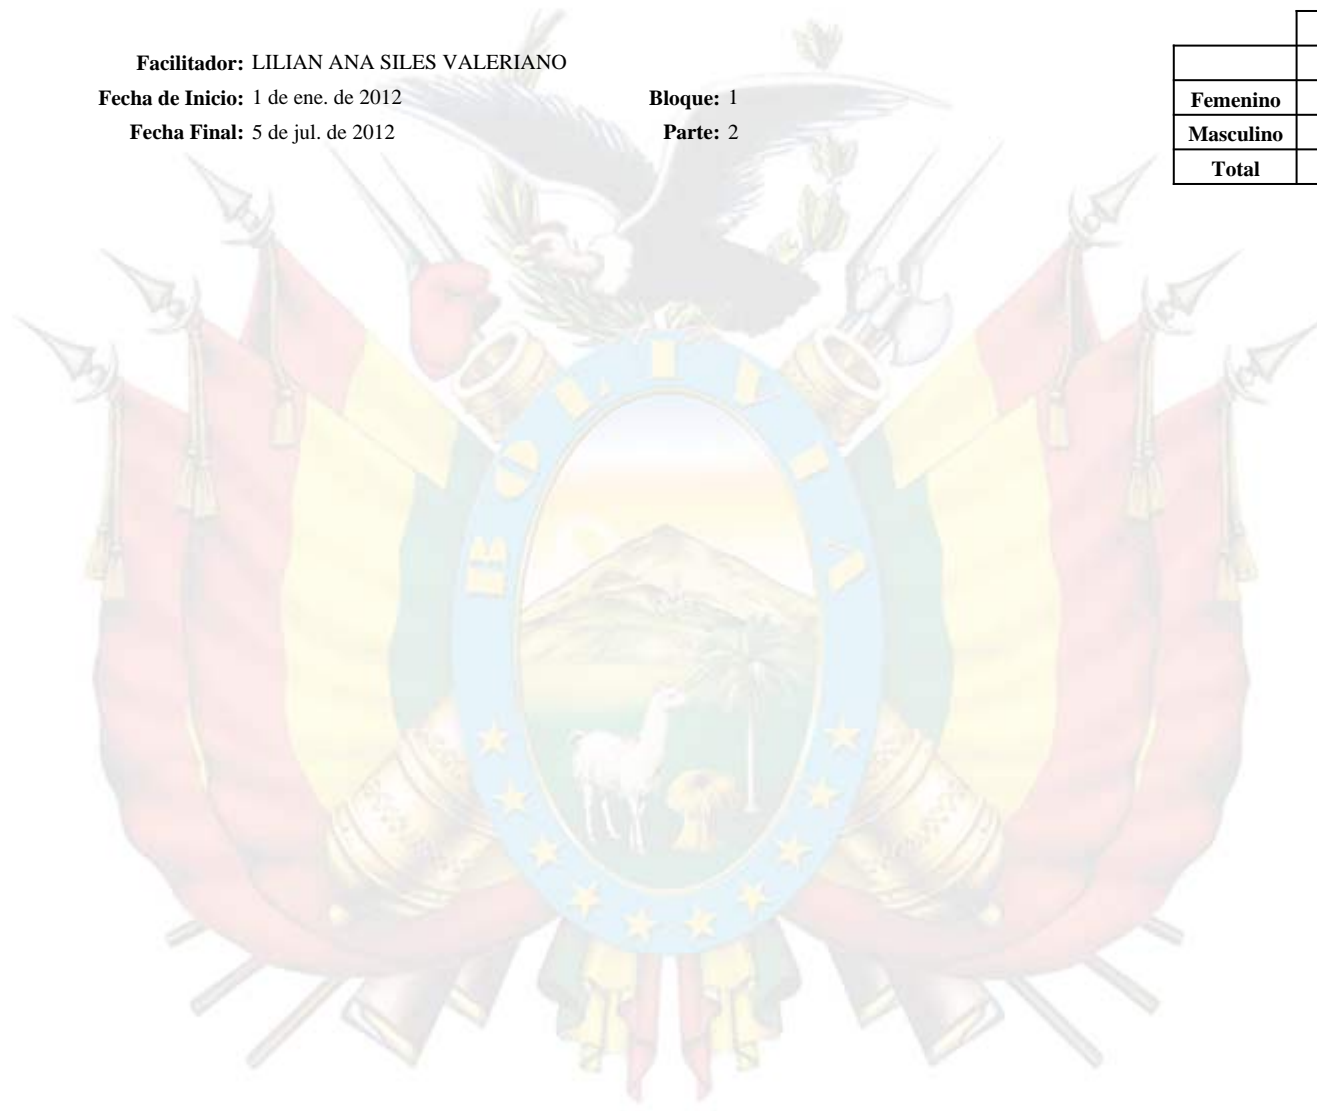 Facilitador: LILIAN ANA SILES VALERIANO
Fecha de Inicio: 1 de ene. de 2012 Bloque: 1
Fecha Final: 5 de jul. de 2012 Parte: 2
Femenino
Masculino
Total
BOLIVIA